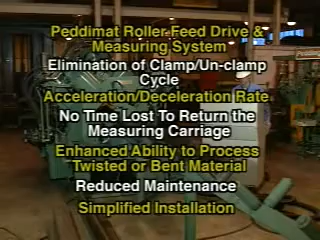 Peddimat Roller Feed Drive &
Measuring System
Elimination of Clamp/Un-clamp
Cycle
Acceleration/Deceleration Rate
No Time Lost To Return the
Measuring Carriage
Enhanced Ability to Process
Twisted or Bent Material
Reduced Maintenance
Simplified Installation